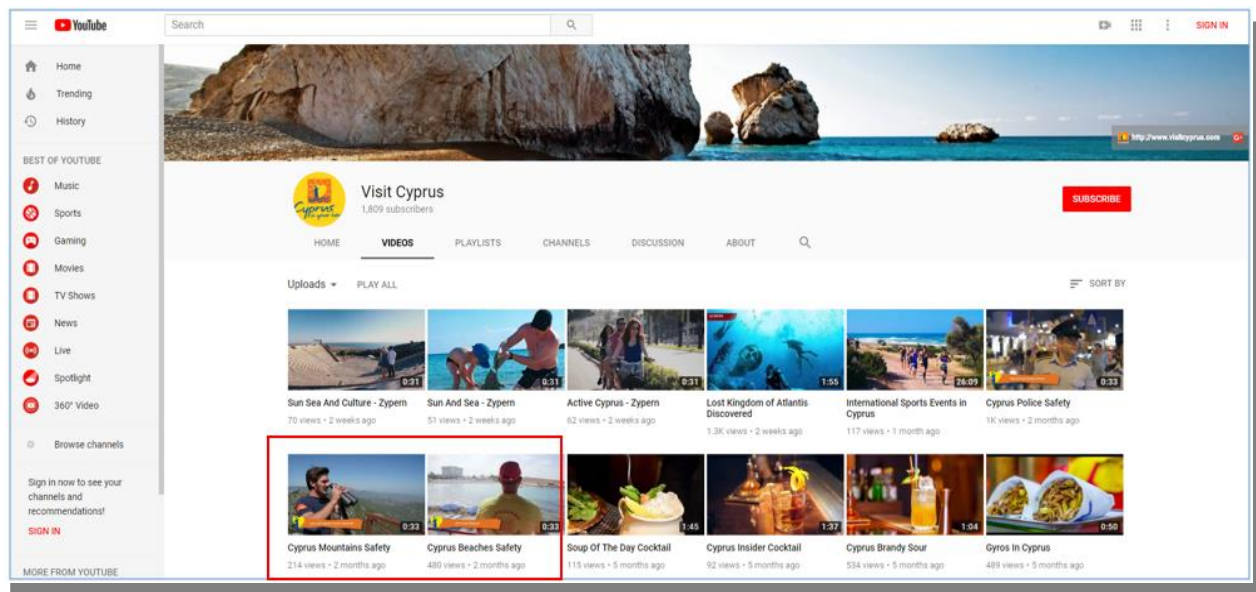 YouTube
Search
SIGN IN
Home
Trending
History
BEST OF YOUTUBE
Music
Sports
Gaming
Movies
TV Shows
News
Live
Spotlight
360° Video
Browse channels
Sign in now to see your
channels and
recommendations!
SIGN IN
MORE FROM YOUTUBE
http://www.visitcyprus.com
G+
Cyprus
Visit Cyprus
1,809 subscribers
SUBSCRIBE
HOME VIDEOS PLAYLISTS CHANNELS DISCUSSION ABOUT
Uploads PLAY ALL SORT BY
0:31 0:31 0:31 1:55 26:09 0:33
Sun Sea And Culture - Zypern
70 views • 2 weeks ago
Sun And Sea - Zypern
51 views • 2 weeks ago
Active Cyprus - Zypern
62 views • 2 weeks ago
Lost Kingdom of Atlantis
Discovered
1.3K views • 2 weeks ago
International Sports Events in
Cyprus
117 views • 1 month ago
Cyprus Police Safety
1K views • 2 months ago
0:33 0:33 1:45 1:37 1:04 0:50
Cyprus Mountains Safety
214 views • 2 months ago
Cyprus Beaches Safety
480 views • 2 months ago
Soup Of The Day Cocktail
115 views • 5 months ago
Cyprus Insider Cocktail
92 views • 5 months ago
Cyprus Brandy Sour
534 views • 5 months ago
Gyros In Cyprus
489 views • 5 months ago